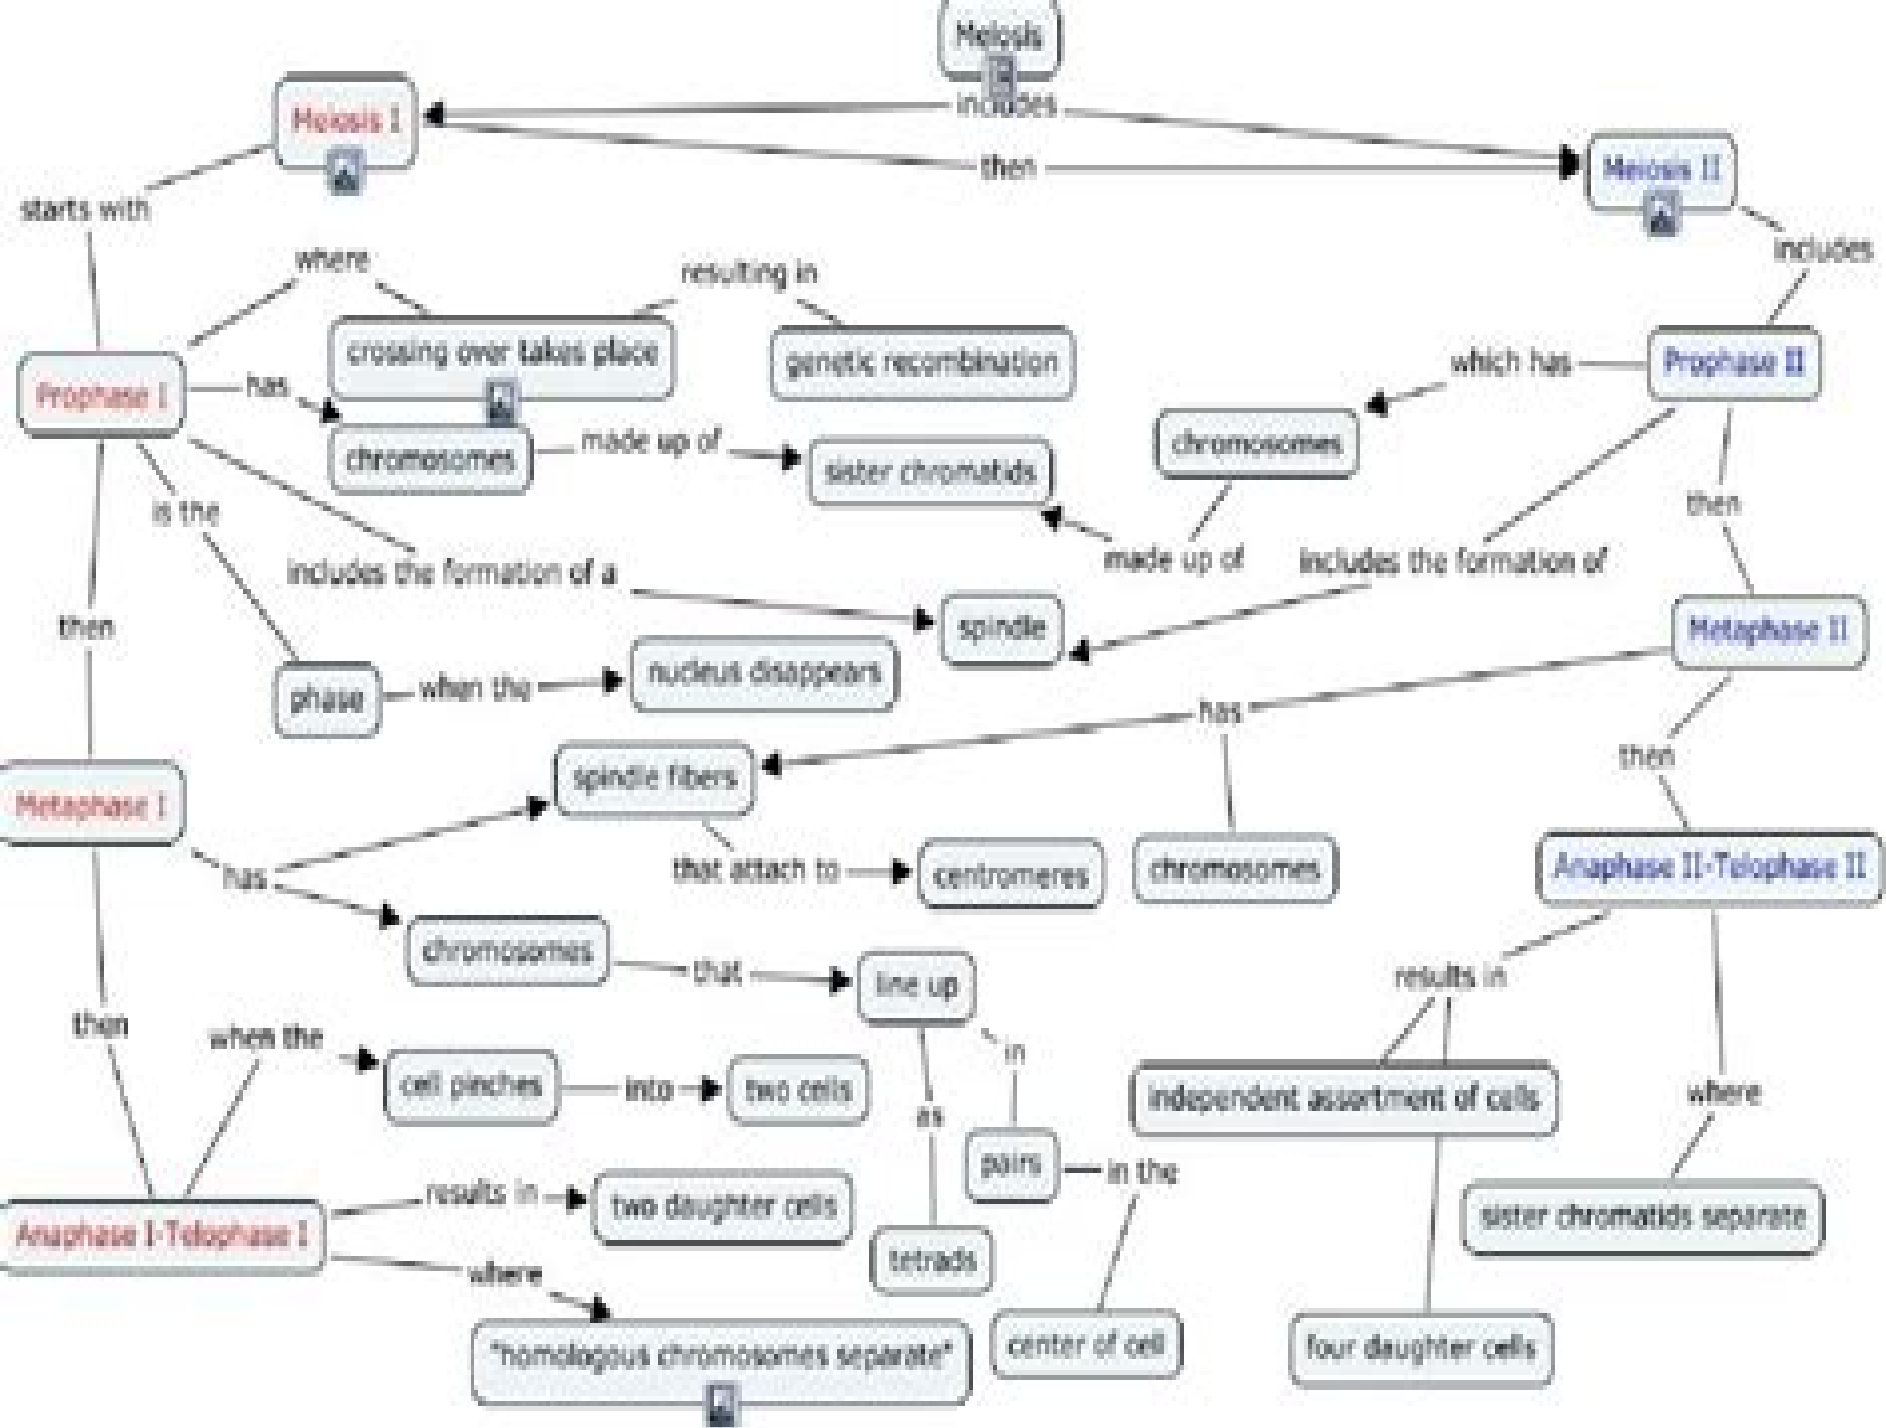 Meiosis
includes
Meiosis I
then
Meiosis II
starts with
includes
where
resulting in
crossing over takes place
genetic recombination
which has
Prophase II
Prophase I
has
chromosomes
made up of
sister chromatids
chromosomes
then
is the
includes the formation of a
made up of
includes the formation of
then
spindle
Metaphase II
phase
when the
nucleus disappears
has
then
spindle fibers
Metaphase I
has
that attach to
centromeres
chromosomes
Anaphase II-Telophase II
chromosomes
that
line up
results in
then
when the
in
cell pinches
into
two cells
as
independent assortment of cells
where
pairs
in the
results in
two daughter cells
sister chromatids separate
Anaphase I-Telophase I
where
tetrads
"homologous chromosomes separate"
center of cell
four daughter cells